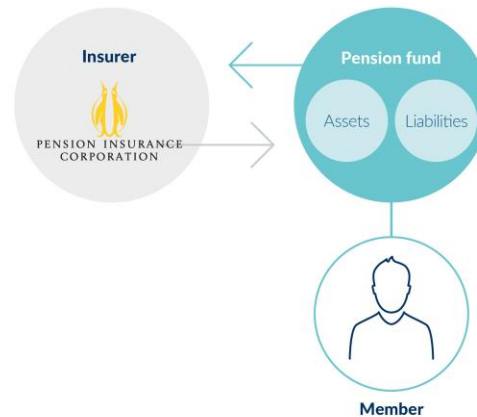 Insurer
PENSION INSURANCE
CORPORATION
Pension fund
Assets
Liabilities
Member